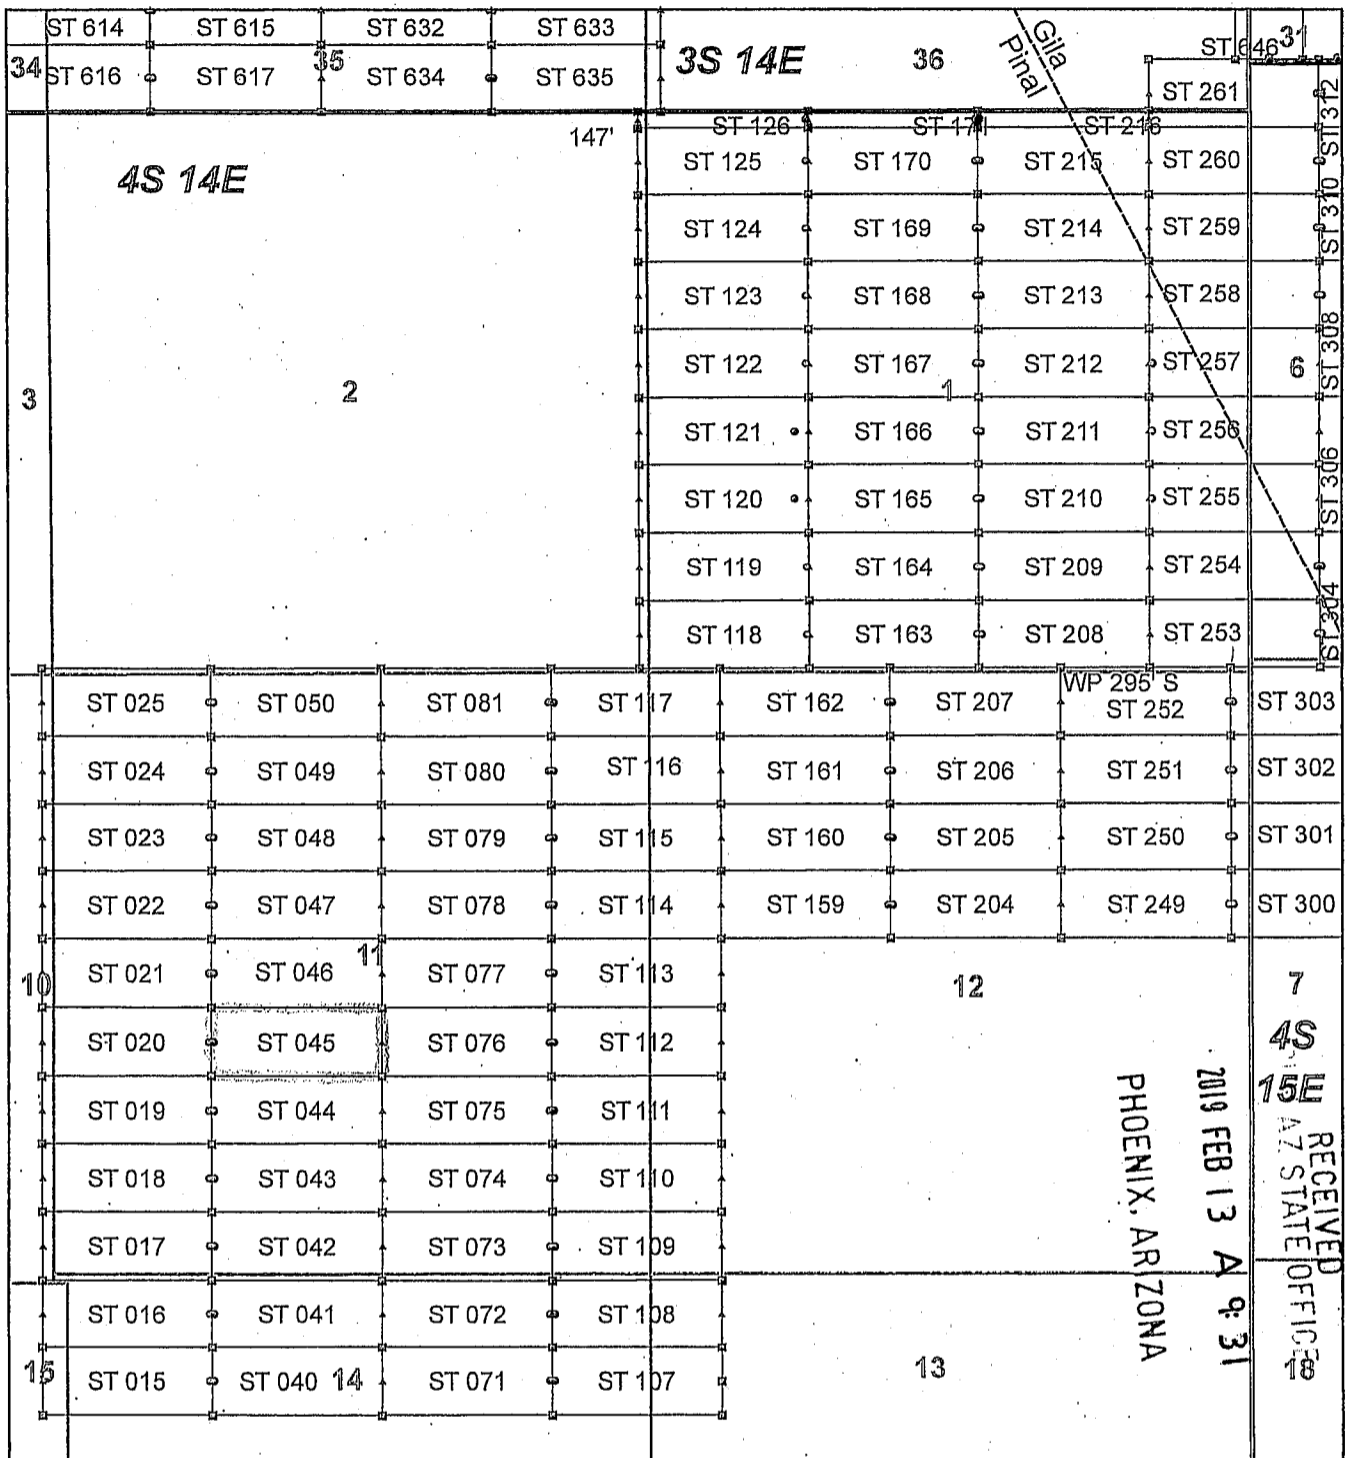 ST 614 ST 615 ST 632 ST 633
34 35 3S 14E 36 Gila ST 646 31
ST 616 ST 617 ST 634 ST 635 Pinal ST 261 ST 312
147' ST 126 ST 171 ST 216
4S 14E ST 125 ST 170 ST 215 ST 260
ST 124 ST 169 ST 214 ST 259 ST 310
ST 123 ST 168 ST 213 ST 258
ST 122 ST 167 ST 212 ST 257 6 ST 308
3 2 1
ST 121 ST 166 ST 211 ST 256
ST 120 ST 165 ST 210 ST 255 ST 306
ST 119 ST 164 ST 209 ST 254
ST 118 ST 163 ST 208 ST 253 ST 304
WP 295' S
ST 025 ST 050 ST 081 ST 117 ST 162 ST 207 ST 252 ST 303
ST 024 ST 049 ST 080 ST 116 ST 161 ST 206 ST 251 ST 302
ST 023 ST 048 ST 079 ST 115 ST 160 ST 205 ST 250 ST 301
ST 022 ST 047 ST 078 ST 114 ST 159 ST 204 ST 249 ST 300
11
10 ST 021 ST 046 ST 077 ST 113 12 7
ST 020 ST 045 ST 076 ST 112 4S
15E
ST 019 ST 044 ST 075 ST 111
ST 018 ST 043 ST 074 ST 110
ST 017 ST 042 ST 073 ST 109
ST 016 ST 041 ST 072 ST 108
15 ST 015 ST 040 14 ST 071 ST 107 13 18
RECEIVED
AZ STATE OFFICE
2019 FEB 13 A 9:31
PHOENIX, ARIZONA